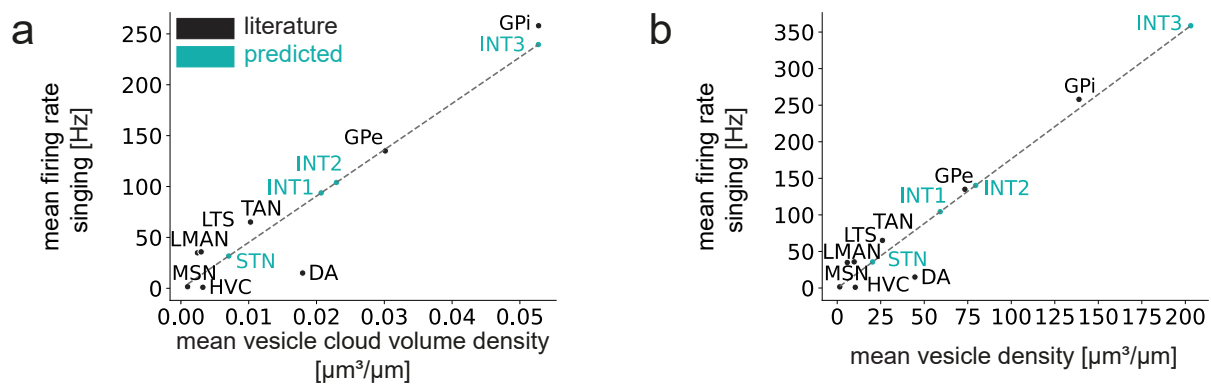 a
literature
predicted
mean firing rate
singing [Hz]
250
200
150
100
50
0
GPi
INT3
GPe
INT2
INT1
TAN
LTS
LMAN
STN
DA
MSN
HVC
0.00 0.01 0.02 0.03 0.04 0.05
mean vesicle cloud volume density
[µm³/µm]
b
mean firing rate
singing [Hz]
350
300
250
200
150
100
50
0
INT3
GPi
GPe
INT2
INT1
TAN
LTS
LMAN
STN
DA
MSN
HVC
0 25 50 75 100 125 150 175 200
mean vesicle density [µm³/µm]